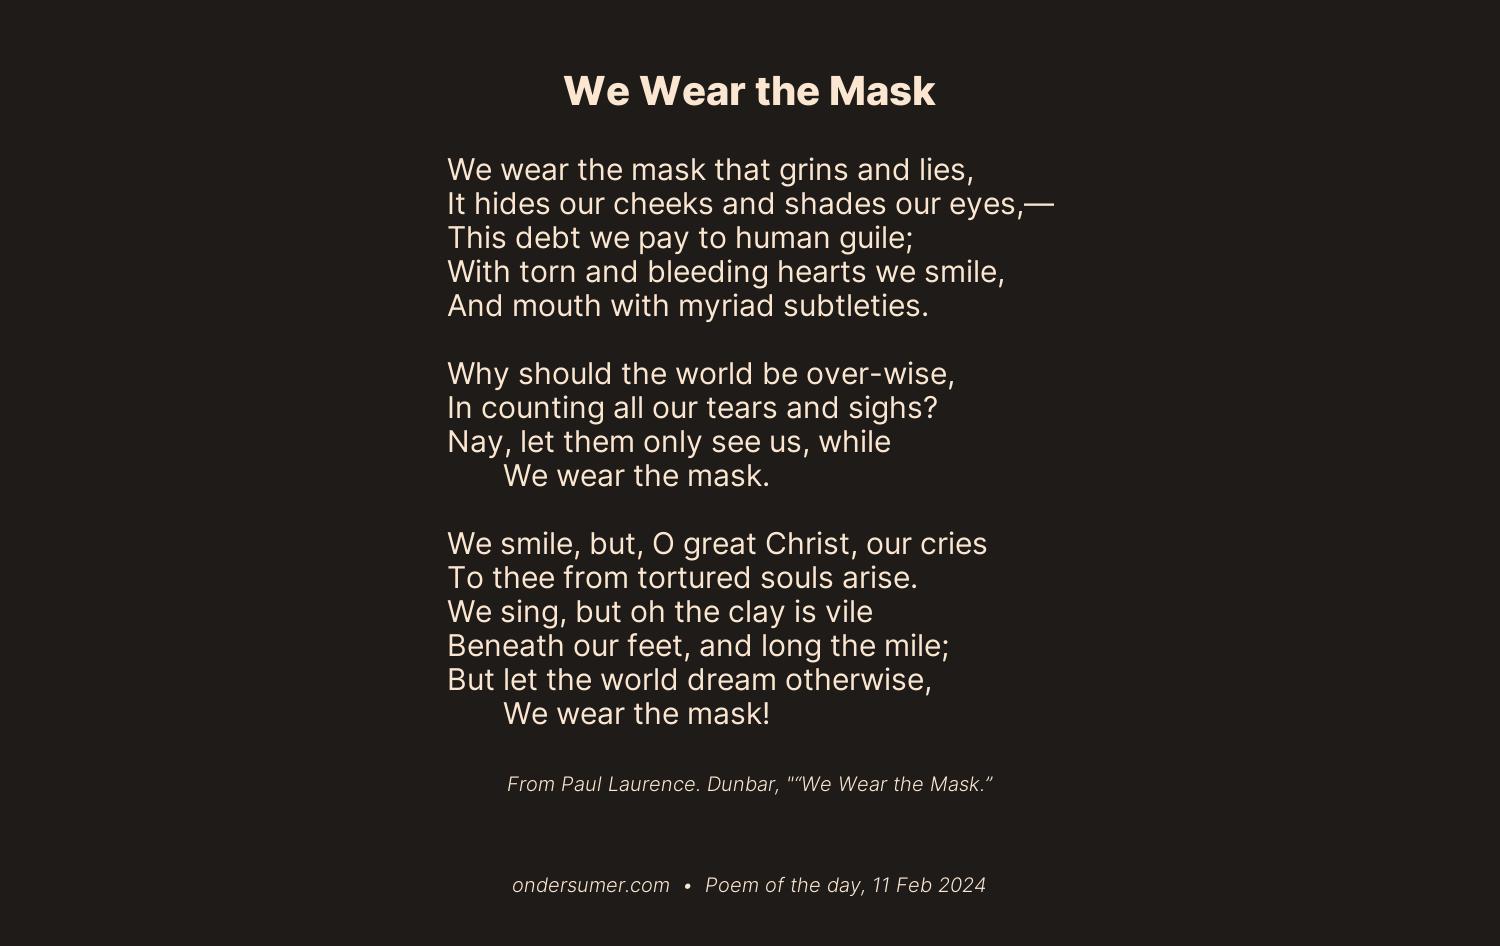 We Wear the Mask
We wear the mask that grins and lies,
It hides our cheeks and shades our eyes,—
This debt we pay to human guile;
With torn and bleeding hearts we smile,
And mouth with myriad subtleties.
Why should the world be over-wise,
In counting all our tears and sighs?
Nay, let them only see us, while
We wear the mask.
We smile, but, O great Christ, our cries
To thee from tortured souls arise.
We sing, but oh the clay is vile
Beneath our feet, and long the mile;
But let the world dream otherwise,
We wear the mask!
From Paul Laurence. Dunbar, "“We Wear the Mask.”
ondersumer.com • Poem of the day, 11 Feb 2024